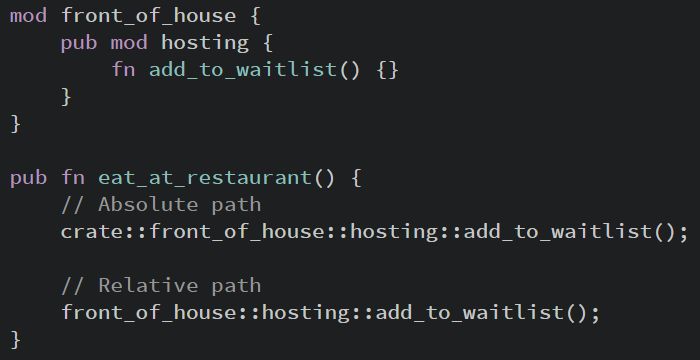 mod front_of_house {
    pub mod hosting {
        fn add_to_waitlist() {}
    }
}

pub fn eat_at_restaurant() {
    // Absolute path
    crate::front_of_house::hosting::add_to_waitlist();

    // Relative path
    front_of_house::hosting::add_to_waitlist();
}